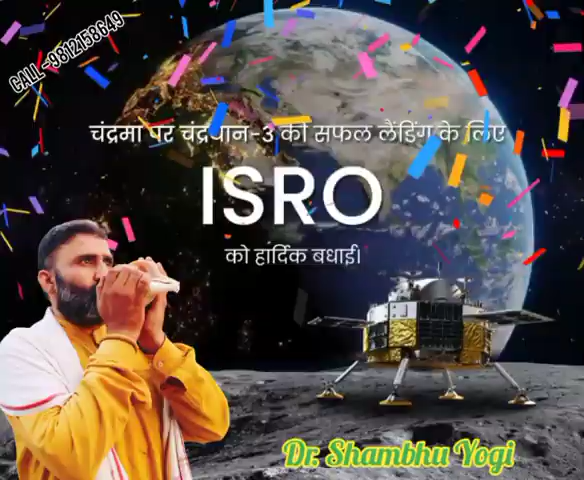 CALL -9812158649
चंद्रमा पर चंद्रयान-3 की सफल लैंडिंग के लिए
ISRO
को हार्दिक बधाई।
Dr. Shambhu Yogi